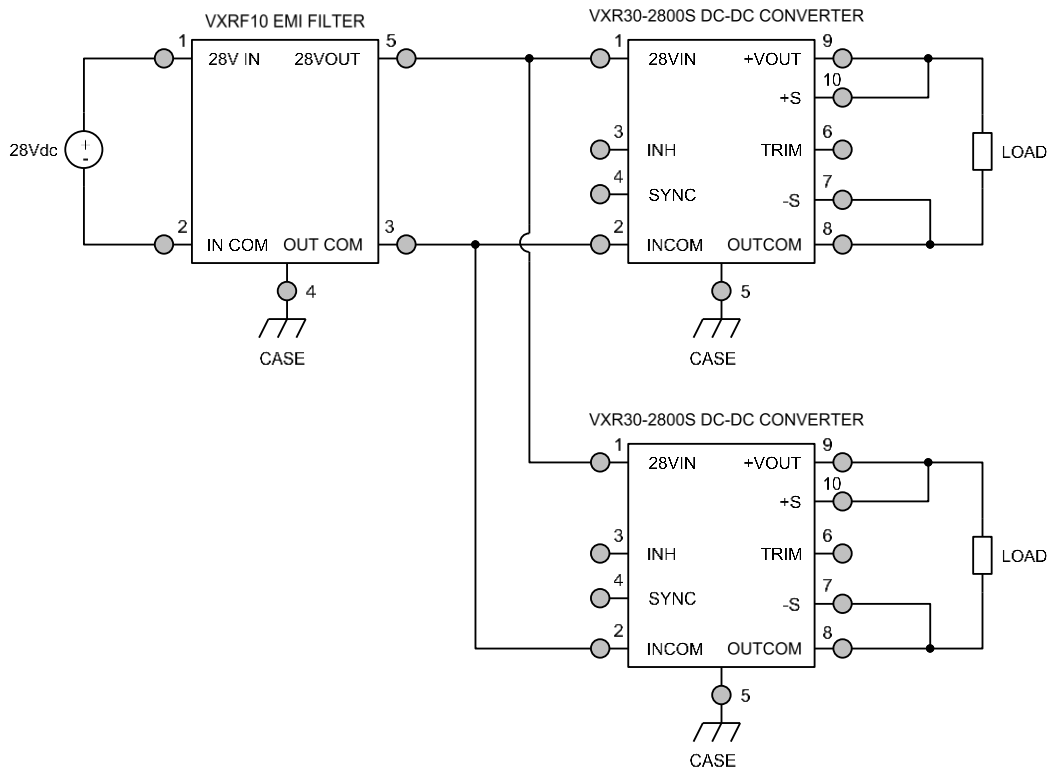 VXRF10 EMI FILTER
VXR30-2800S DC-DC CONVERTER
1
28V IN
28VOUT
5
1
28VIN
+VOUT
9
+S
10
28Vdc
+
-
3
INH
TRIM
6
LOAD
4
SYNC
-S
7
2
IN COM
OUT COM
3
2
INCOM
OUTCOM
8
4
CASE
5
CASE
VXR30-2800S DC-DC CONVERTER
1
28VIN
+VOUT
9
+S
10
3
INH
TRIM
6
LOAD
4
SYNC
-S
7
2
INCOM
OUTCOM
8
5
CASE